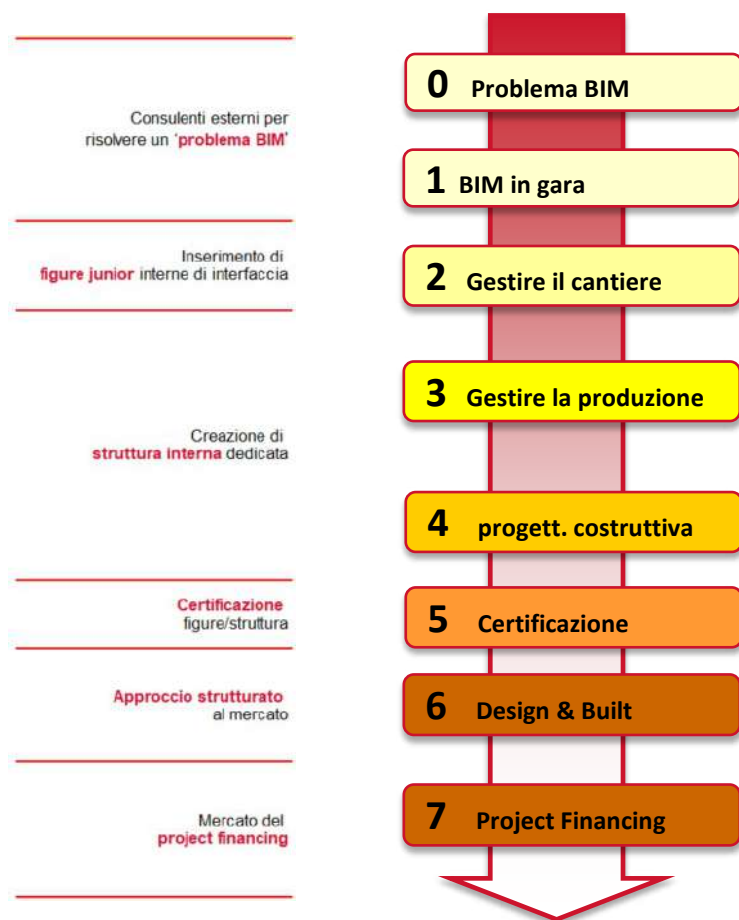 Consulenti esterni per
risolvere un ‘problema BIM’
Inserimento di
figure junior interne di interfaccia
Creazione di
struttura interna dedicata
Certificazione
figure/struttura
Approccio strutturato
al mercato
Mercato del
project financing
0 Problema BIM
1 BIM in gara
2 Gestire il cantiere
3 Gestire la produzione
4 progett. costruttiva
5 Certificazione
6 Design & Built
7 Project Financing